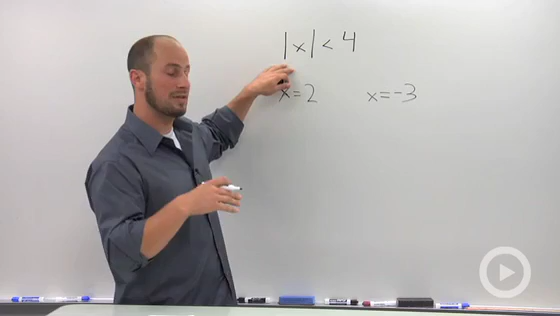 |x| < 4
x = 2 x = -3